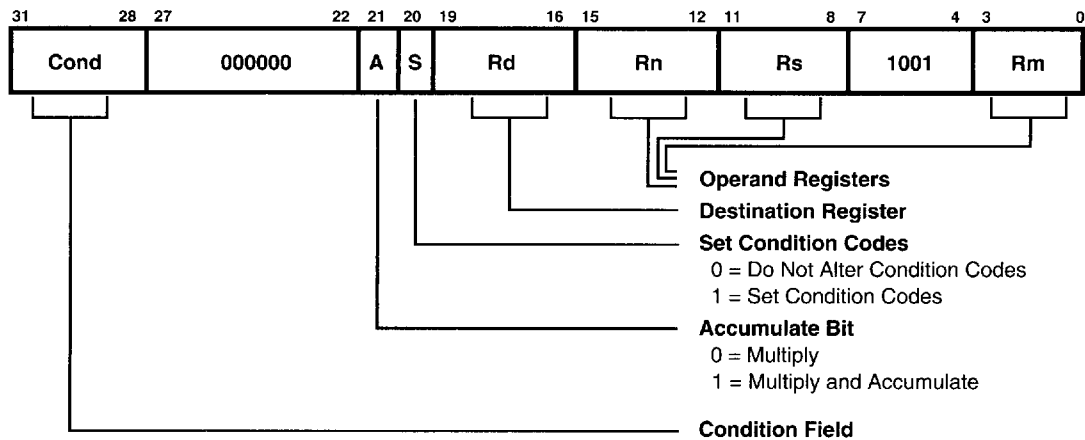 31 28 27 22 21 20 19 16 15 12 11 8 7 4 3 0
Cond 000000 A S Rd Rn Rs 1001 Rm
Operand Registers
Destination Register
Set Condition Codes
0 = Do Not Alter Condition Codes
1 = Set Condition Codes
Accumulate Bit
0 = Multiply
1 = Multiply and Accumulate
Condition Field